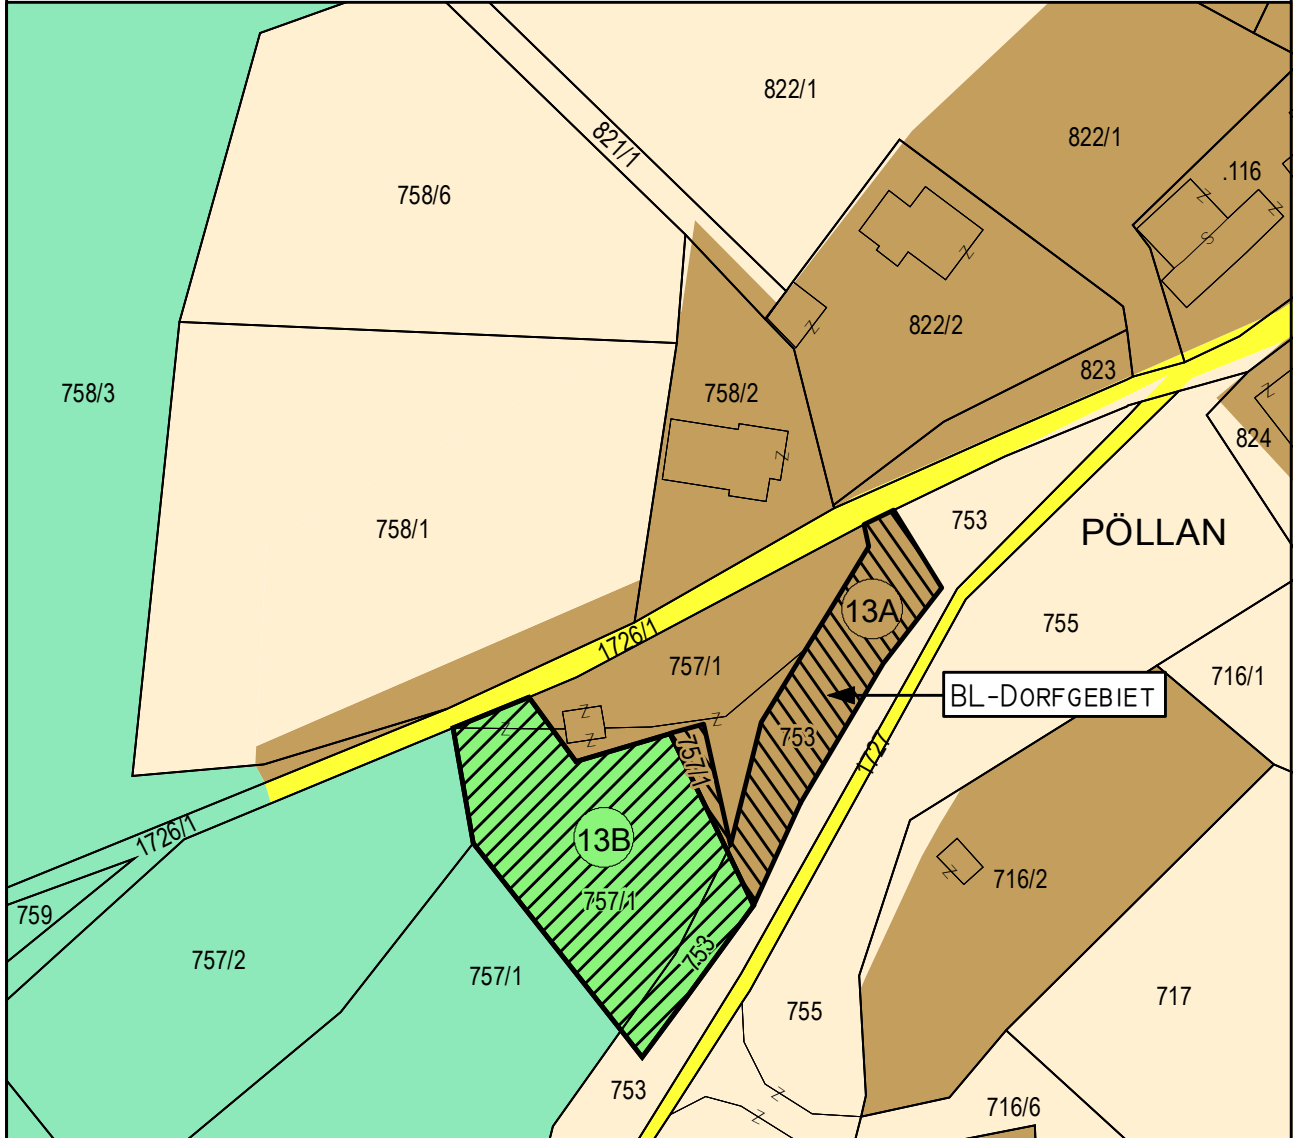 822/1
822/1
821/1
.116
Z
Z
S
758/6
Z
822/2
Z
823
758/3
758/2
Z
824
Z
758/1
753
PÖLLAN
13A
755
1726/1
757/1
716/1
BL-DORFGEBIET
Z
Z
Z
Z
753
757/1
1727
1726/1
13B
716/2
Z
757/1
759
753
757/2
757/1
717
755
753
Z
Z
716/6